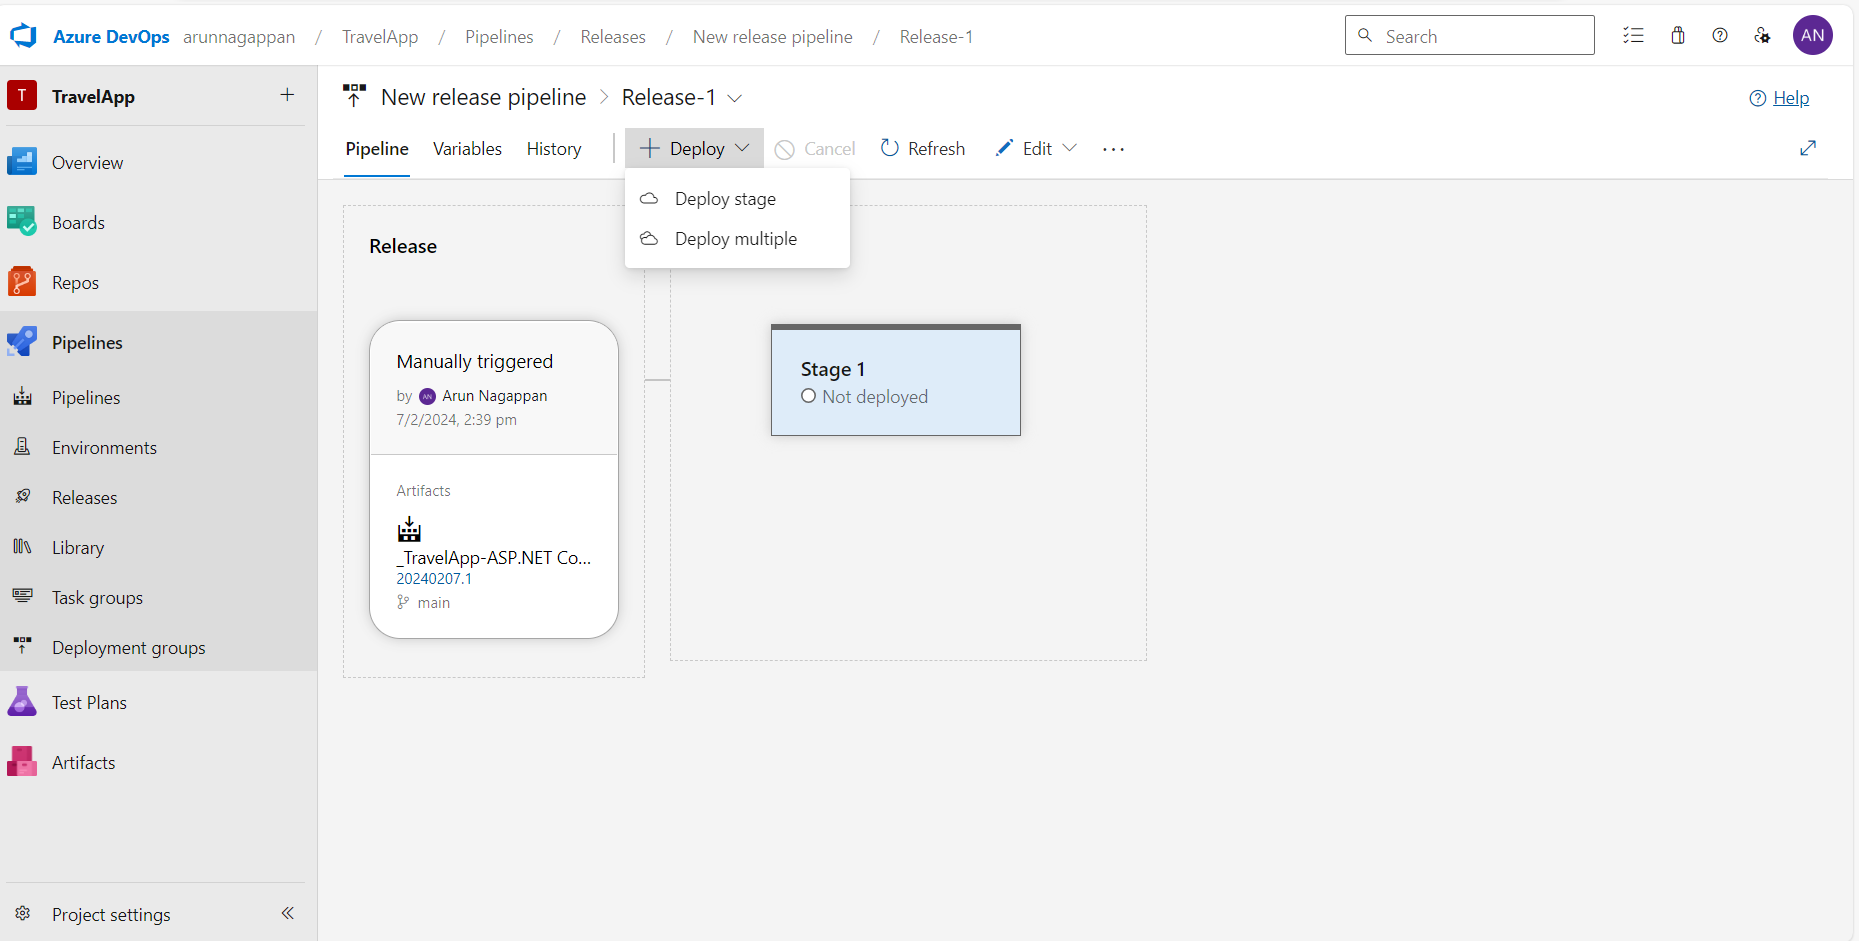 Azure DevOps arunnagappan / TravelApp / Pipelines / Releases / New release pipeline / Release-1
Search
AN
T TravelApp
Overview
Boards
Repos
Pipelines
Pipelines
Environments
Releases
Library
Task groups
Deployment groups
Test Plans
Artifacts
Project settings
New release pipeline > Release-1
Help
Pipeline Variables History Deploy Cancel Refresh Edit ...
Deploy stage
Deploy multiple
Release
Manually triggered
by AN Arun Nagappan
7/2/2024, 2:39 pm
Artifacts
_TravelApp-ASP.NET Co...
20240207.1
main
Stage 1
Not deployed